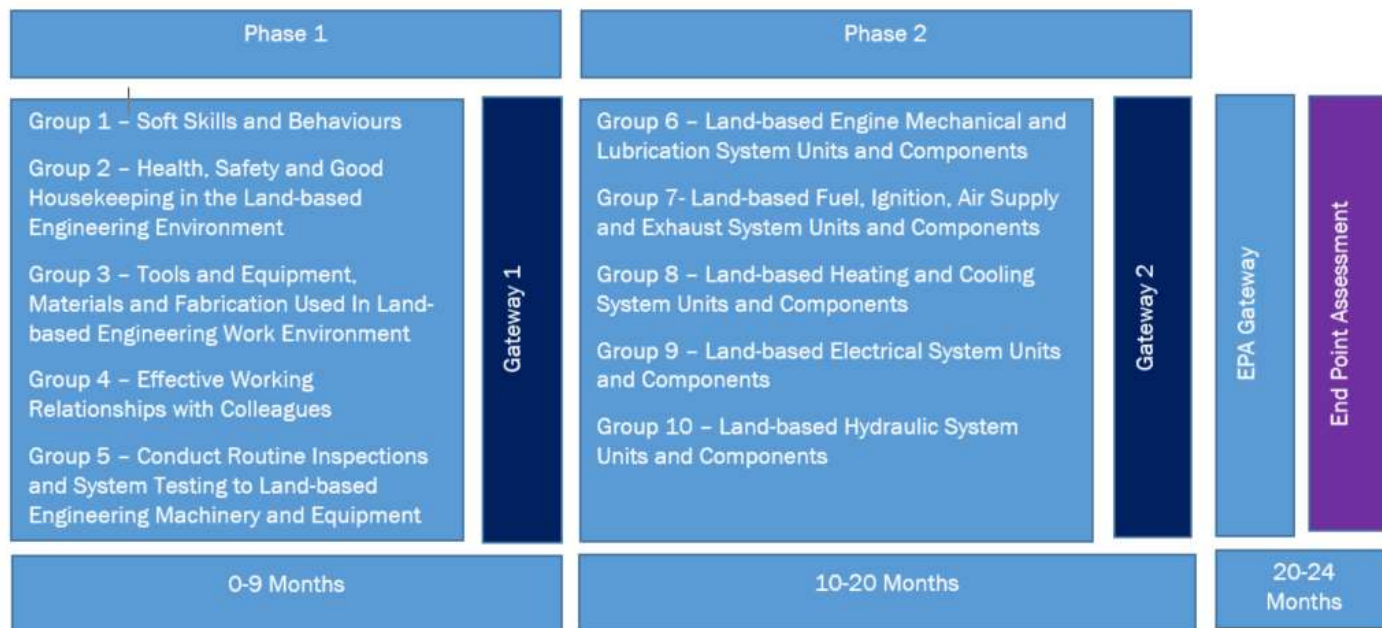 Phase 1
Phase 2
Group 1 – Soft Skills and Behaviours
Group 2 – Health, Safety and Good
Housekeeping in the Land-based
Engineering Environment
Group 3 – Tools and Equipment,
Materials and Fabrication Used In Land-
based Engineering Work Environment
Group 4 – Effective Working
Relationships with Colleagues
Group 5 – Conduct Routine Inspections
and System Testing to Land-based
Engineering Machinery and Equipment
Gateway 1
Group 6 – Land-based Engine Mechanical and
Lubrication System Units and Components
Group 7- Land-based Fuel, Ignition, Air Supply
and Exhaust System Units and Components
Group 8 – Land-based Heating and Cooling
System Units and Components
Group 9 – Land-based Electrical System Units
and Components
Group 10 – Land-based Hydraulic System
Units and Components
Gateway 2
EPA Gateway
End Point Assessment
0-9 Months
10-20 Months
20-24
Months